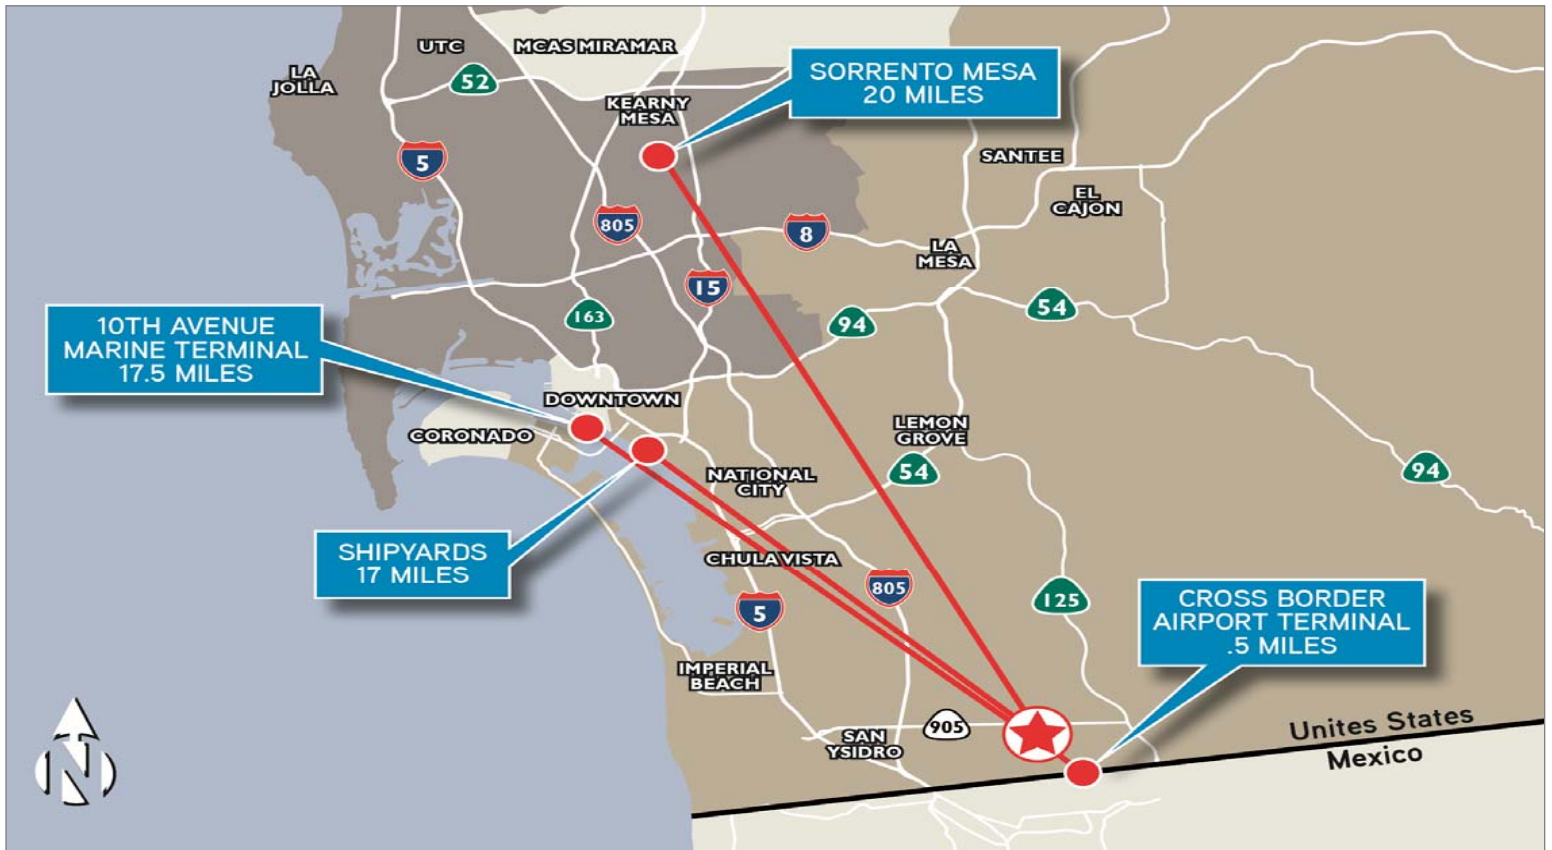 UTC
MCAS MIRAMAR
LA
JOLLA
52
SORRENTO MESA
20 MILES
KEARNY
MESA
5
SANTEE
EL
CAJON
805
8
LA
MESA
15
163
94
54
10TH AVENUE
MARINE TERMINAL
17.5 MILES
DOWNTOWN
CORONADO
LEMON
GROVE
54
94
NATIONAL
CITY
SHIPYARDS
17 MILES
CHULA VISTA
805
5
125
CROSS BORDER
AIRPORT TERMINAL
.5 MILES
IMPERIAL
BEACH
SAN
YSIDRO
905
Unites States
Mexico
N